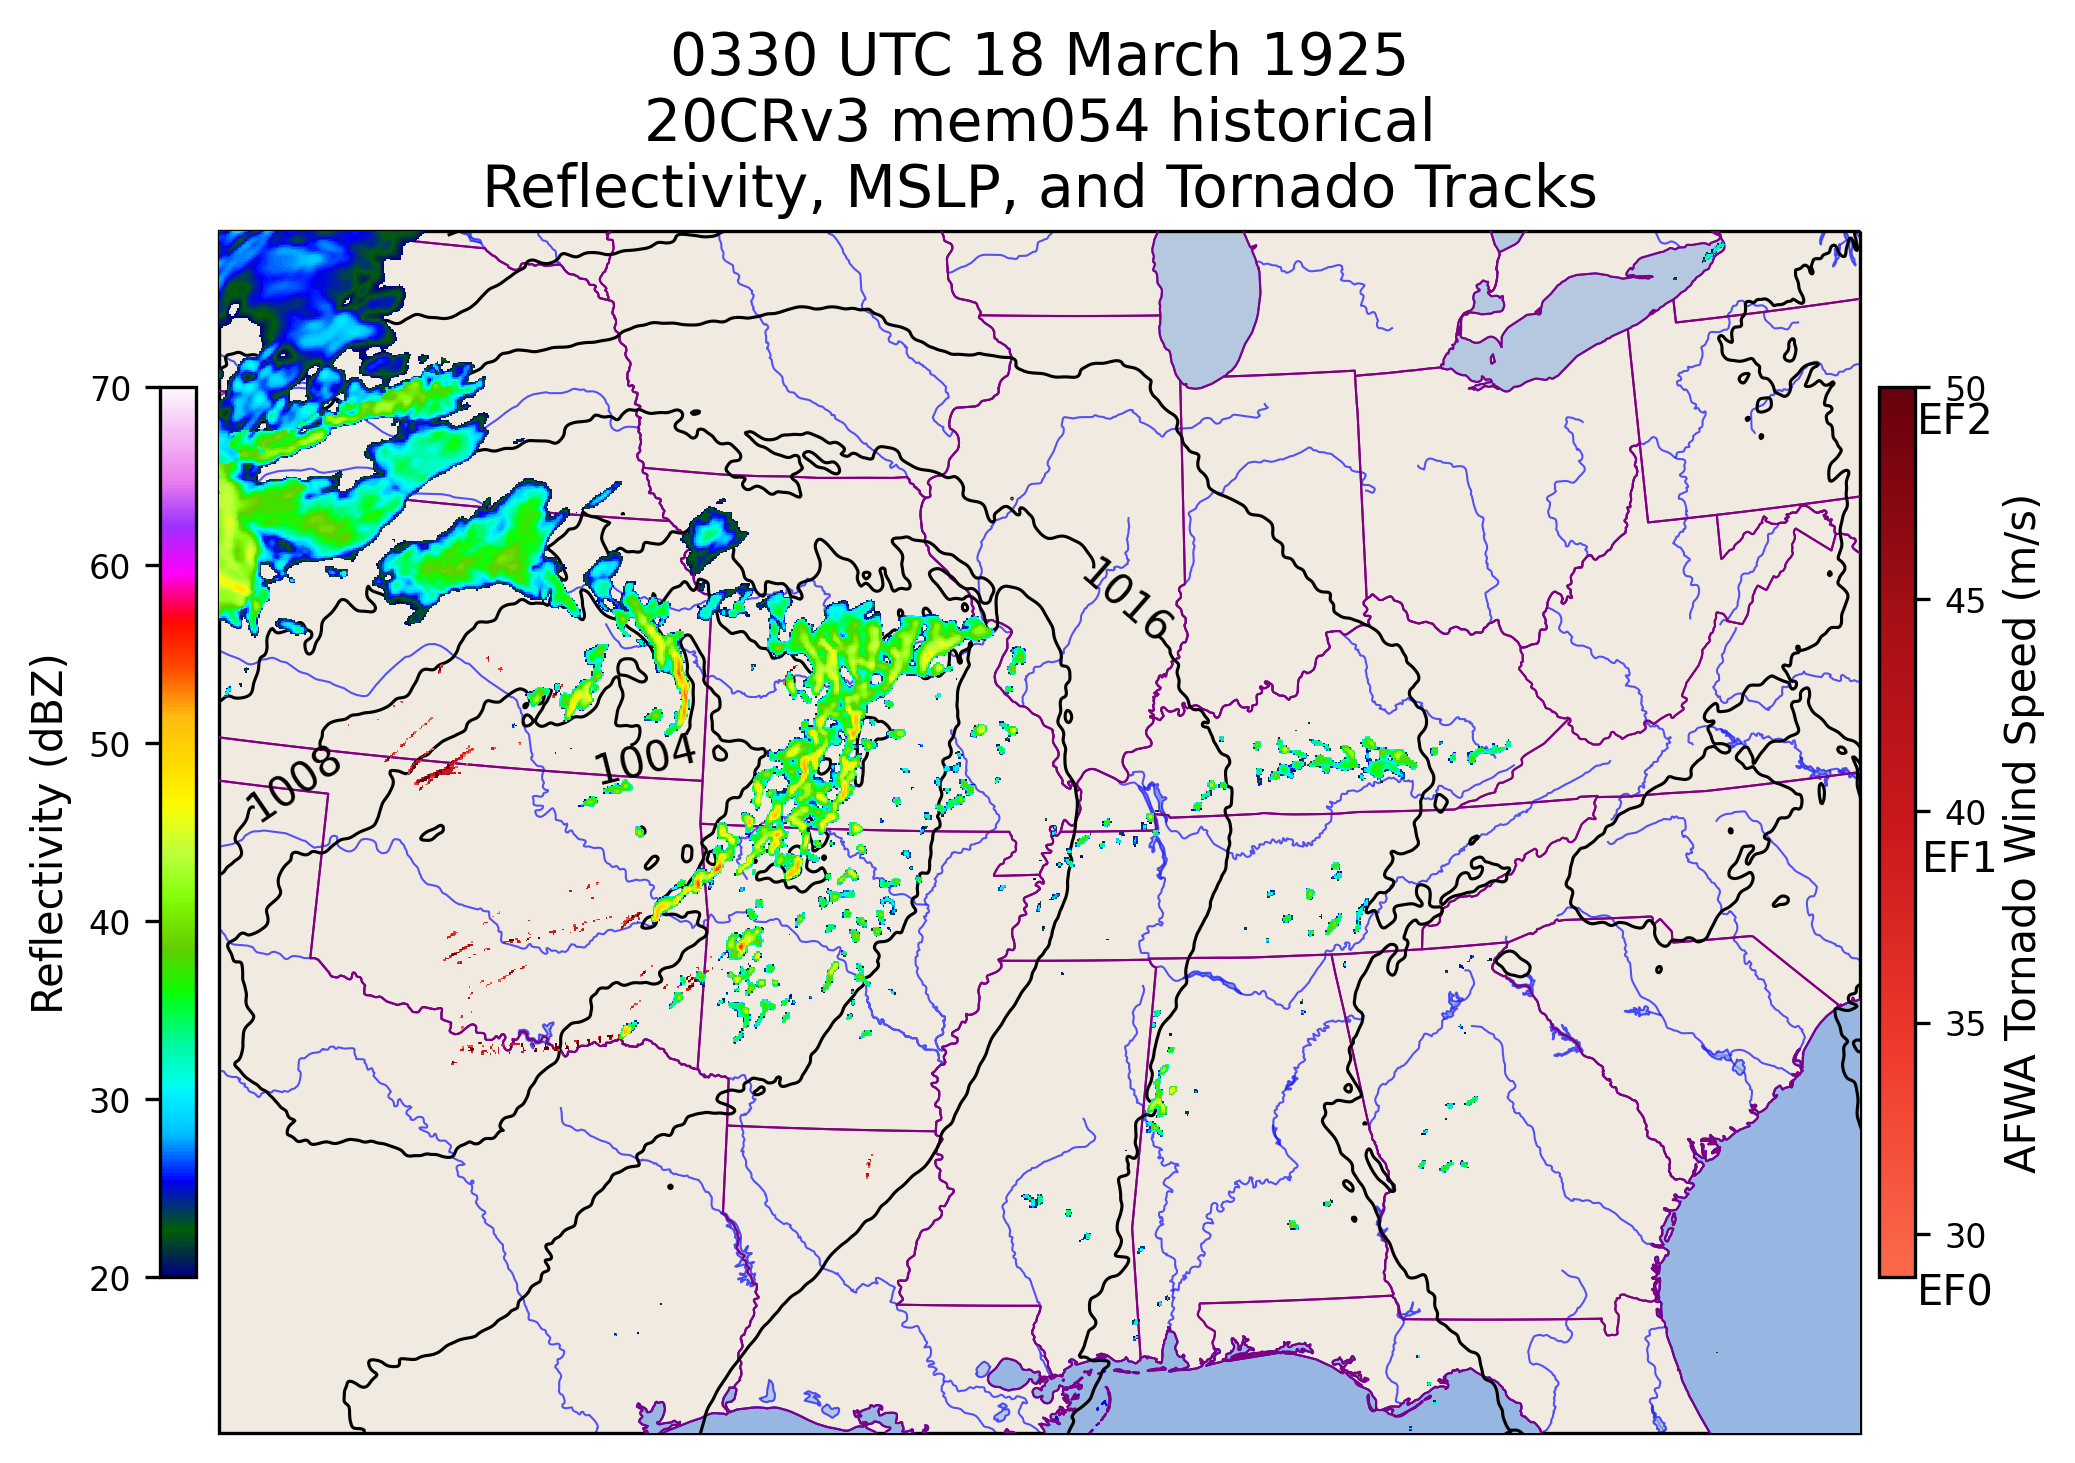 0330 UTC 18 March 1925
20CRv3 mem054 historical
Reflectivity, MSLP, and Tornado Tracks
Reflectivity (dBZ)
70
60
50
40
30
20
1016
1004
1008
50
EF2
45
40
EF1
35
30
EF0
AFWA Tornado Wind Speed (m/s)